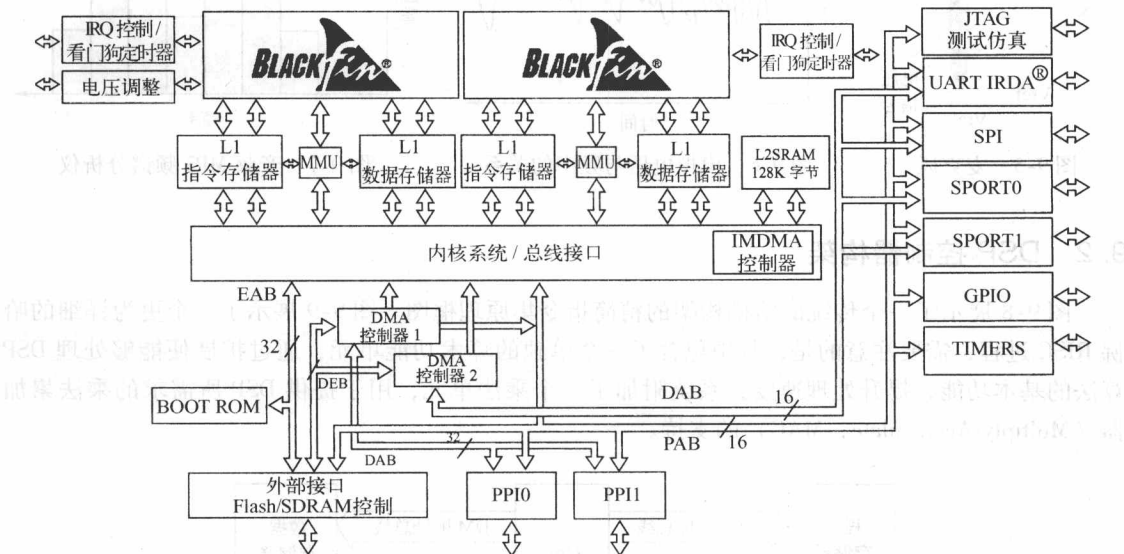 IRQ 控制 /
看门狗定时器
电压调整
BLACKfin®
BLACKfin®
IRQ 控制 /
看门狗定时器
JTAG
测试仿真
UART IRDA®
SPI
SPORT0
SPORT1
GPIO
TIMERS
L1
指令存储器
MMU
L1
数据存储器
L1
指令存储器
MMU
L1
数据存储器
L2SRAM
128K 字节
内核系统 / 总线接口
IMDMA
控制器
EAB
32
DMA
控制器 1
DEB
DMA
控制器 2
BOOT ROM
DAB
16
PAB
16
DAB
32
外部接口
Flash/SDRAM控制
PPI0
PPI1